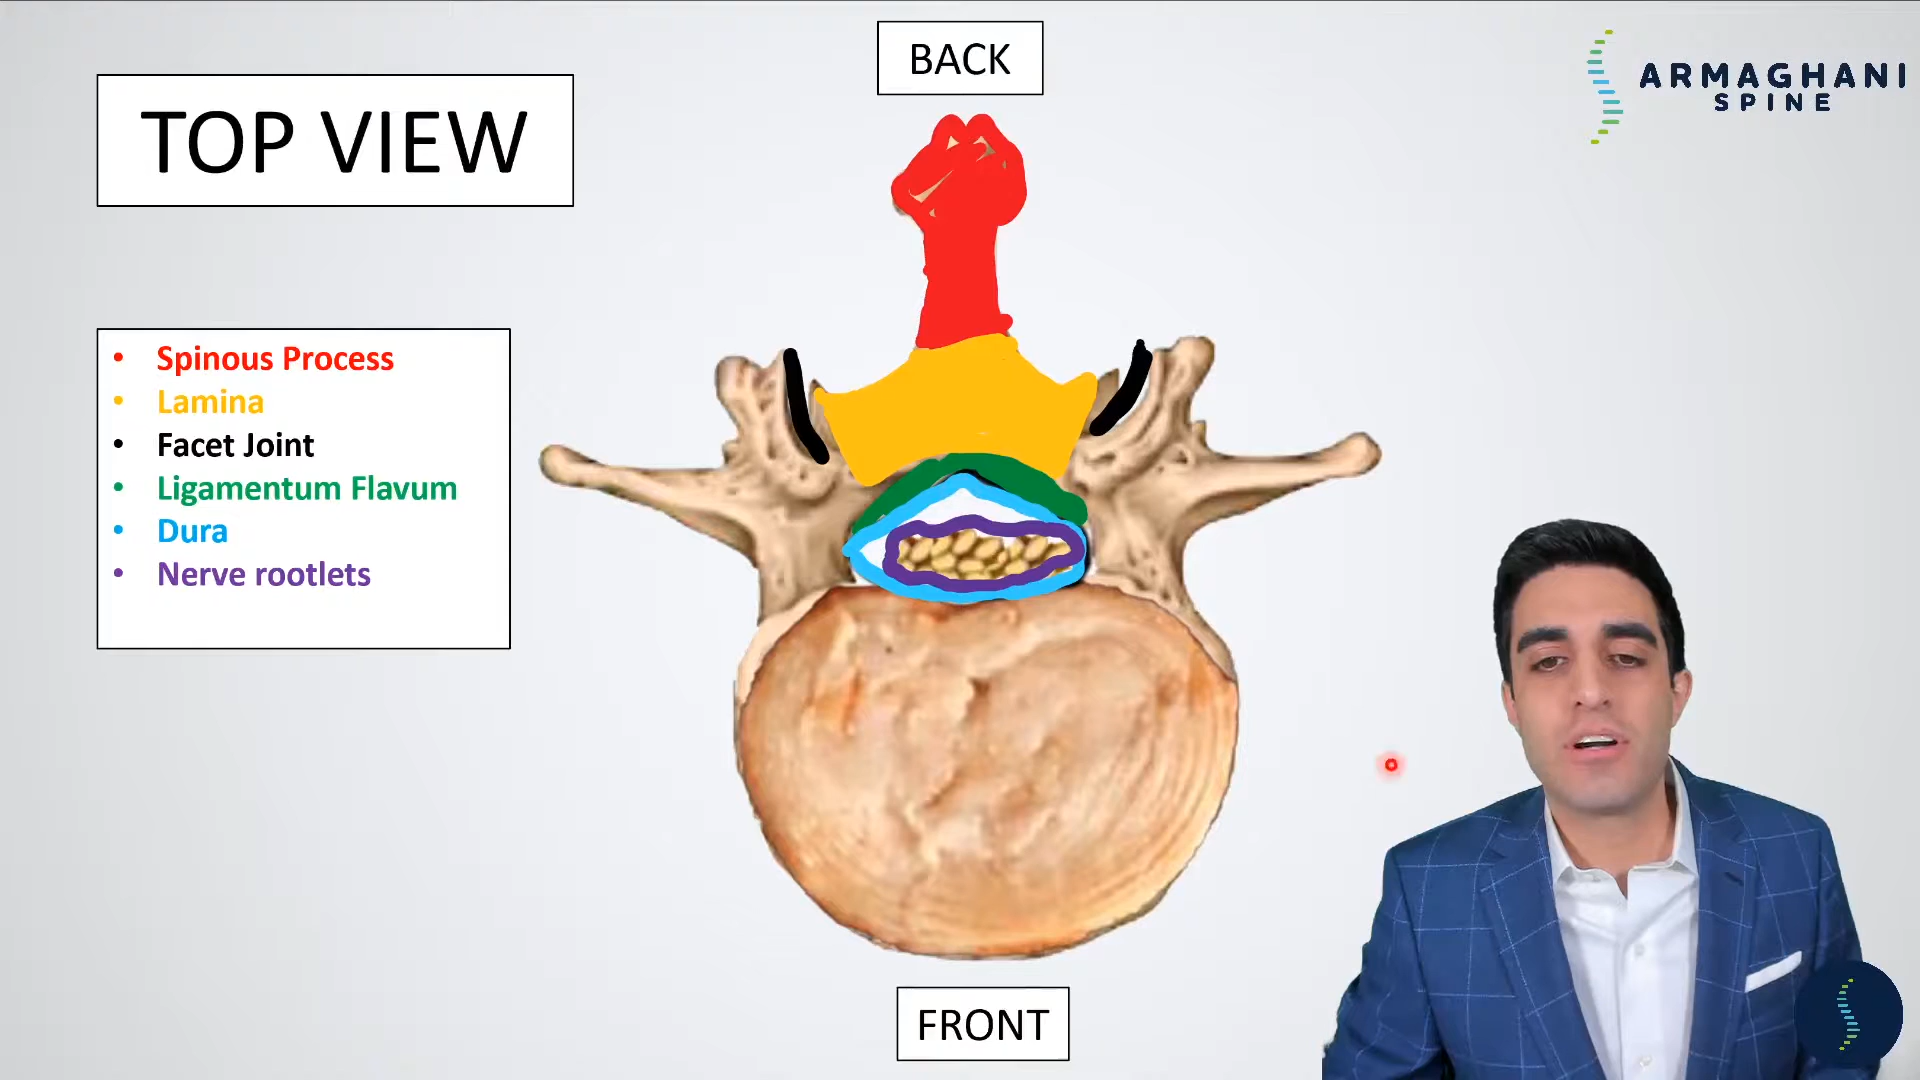 BACK
ARMAGHANI
SPINE
TOP VIEW
• Spinous Process
• Lamina
• Facet Joint
• Ligamentum Flavum
• Dura
• Nerve rootlets
FRONT